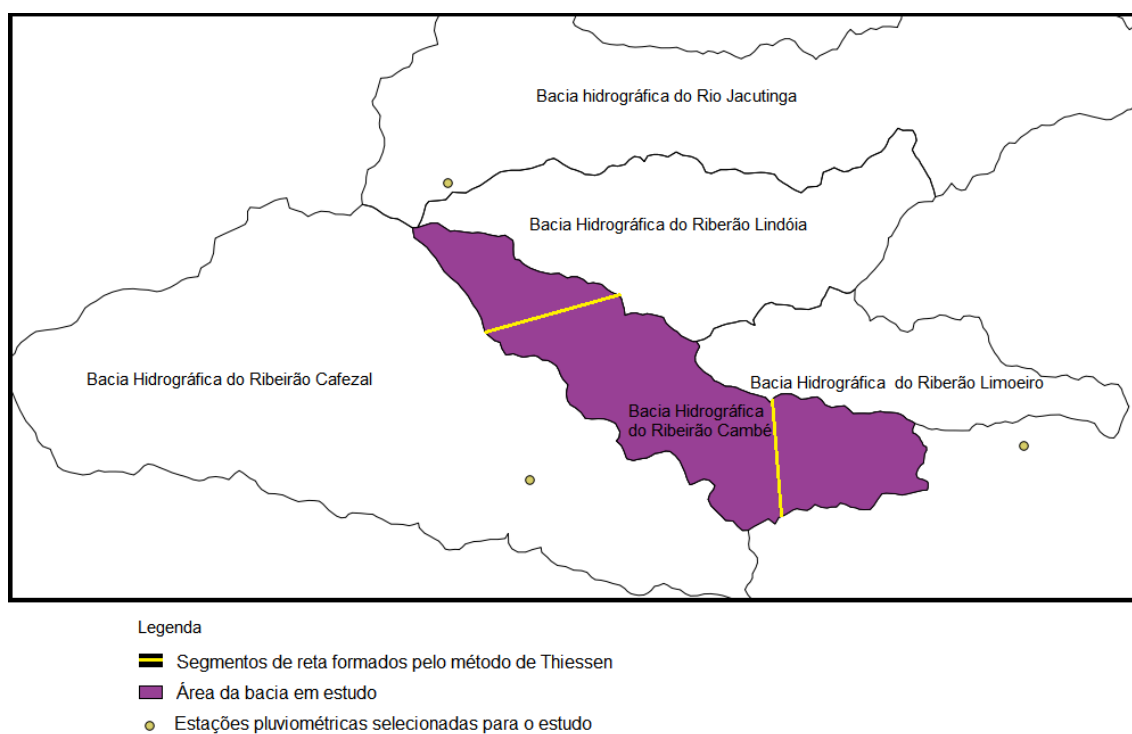 Bacia hidrográfica do Rio Jacutinga
Bacia Hidrográfica do Riberão Lindóia
Bacia Hidrográfica do Ribeirão Cafezal
Bacia Hidrográfica  do Riberão Limoeiro
Bacia Hidrográfica
do Ribeirão Cambé
Legenda
Segmentos de reta formados pelo método de Thiessen
Área da bacia em estudo
Estações pluviométricas selecionadas para o estudo